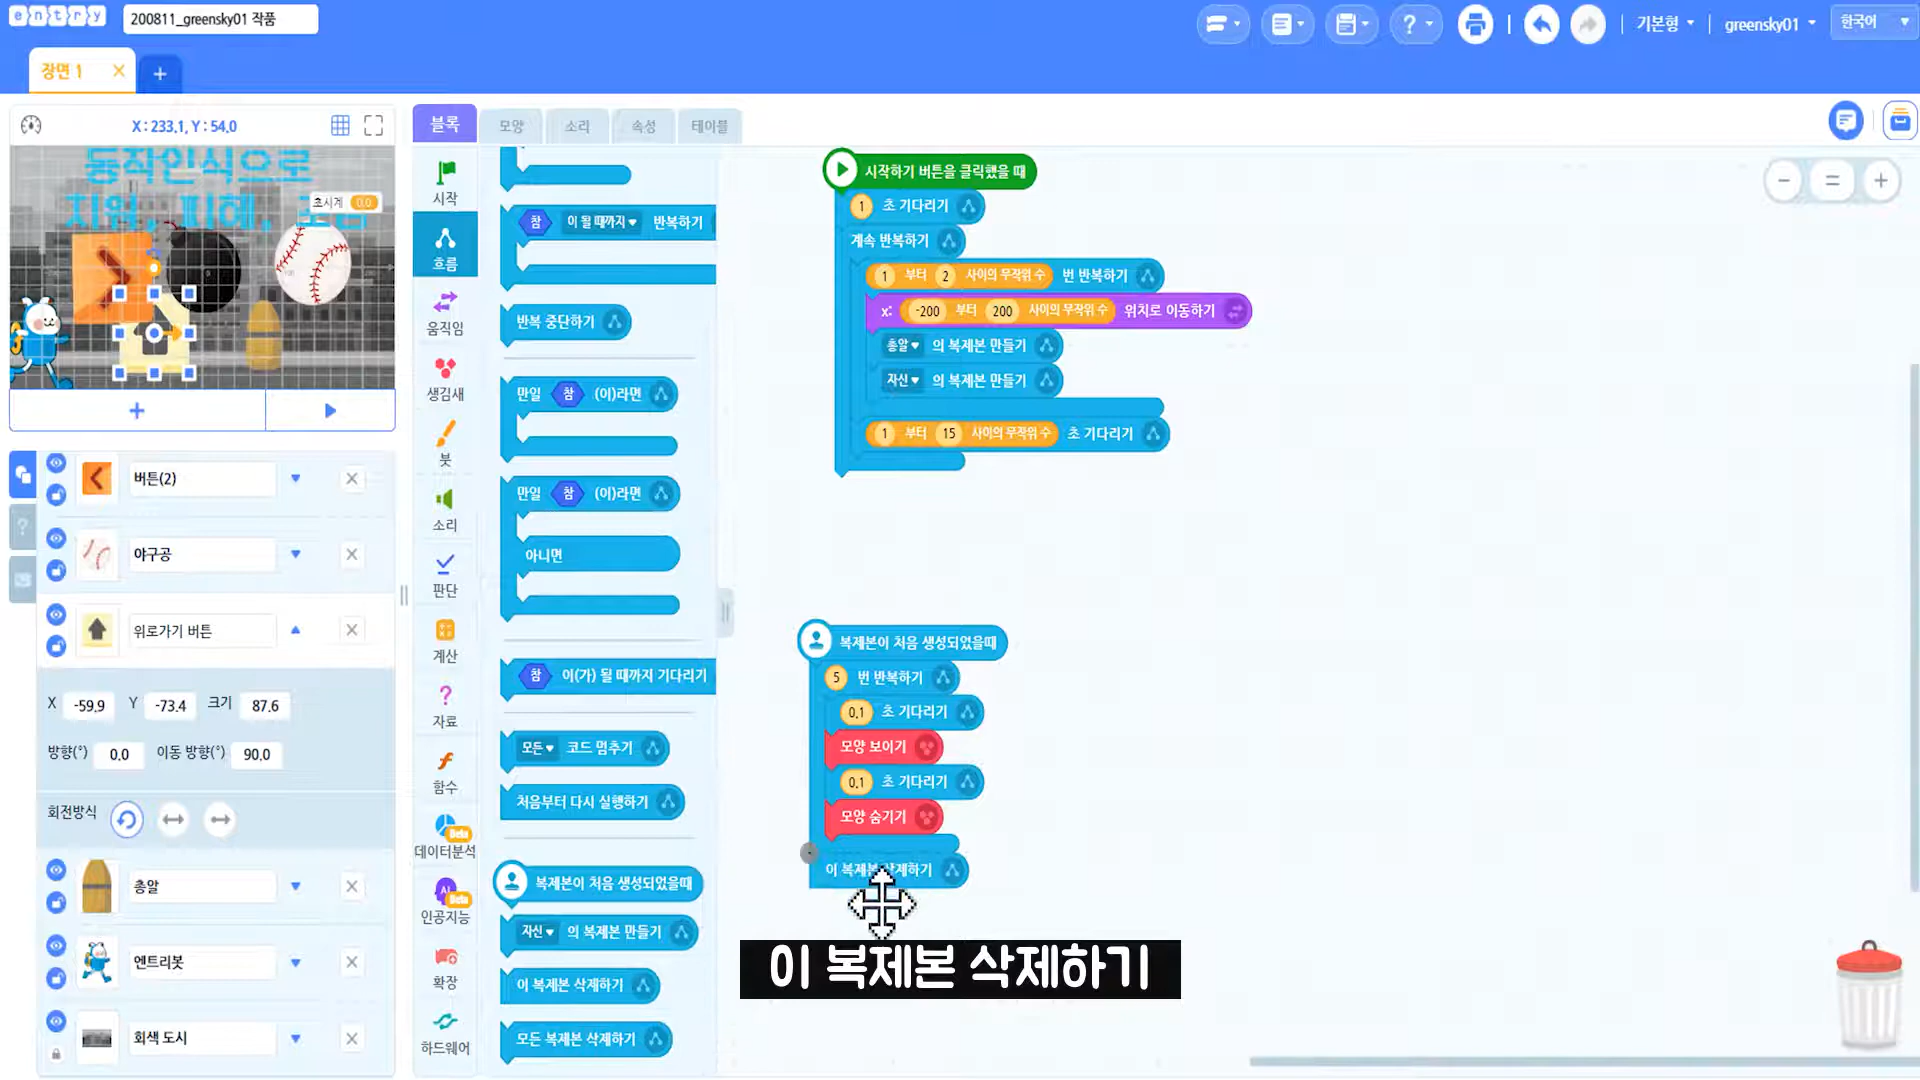 entry
200811_greensky01 작품
기본형
greensky01
한국어
장면 1
X : 233.1, Y : 54.0
동작인식으로
초시계 0.0
블록
모양
소리
속성
테이블
시작
흐름
움직임
생김새
붓
소리
판단
계산
자료
함수
데이터분석
Beta
AI
Beta
인공지능
확장
하드웨어
참 이 될 때까지 반복하기
반복 중단하기
만일 참 (이)라면
만일 참 (이)라면
아니면
참 이(가) 될 때까지 기다리기
모든 코드 멈추기
처음부터 다시 실행하기
복제본이 처음 생성되었을때
자신 의 복제본 만들기
이 복제본 삭제하기
모든 복제본 삭제하기
시작하기 버튼을 클릭했을 때
1 초 기다리기
계속 반복하기
1 부터 2 사이의 무작위 수 번 반복하기
x: -200 부터 200 사이의 무작위 수 위치로 이동하기
총알 의 복제본 만들기
자신 의 복제본 만들기
1 부터 15 사이의 무작위 수 초 기다리기
복제본이 처음 생성되었을때
5 번 반복하기
0.1 초 기다리기
모양 보이기
0.1 초 기다리기
모양 숨기기
이 복제본 삭제하기
버튼(2)
야구공
위로가기 버튼
X -59.9 Y -73.4 크기 87.6
방향(°) 0.0 이동 방향(°) 90.0
회전방식
총알
엔트리봇
회색 도시
이 복제본 삭제하기